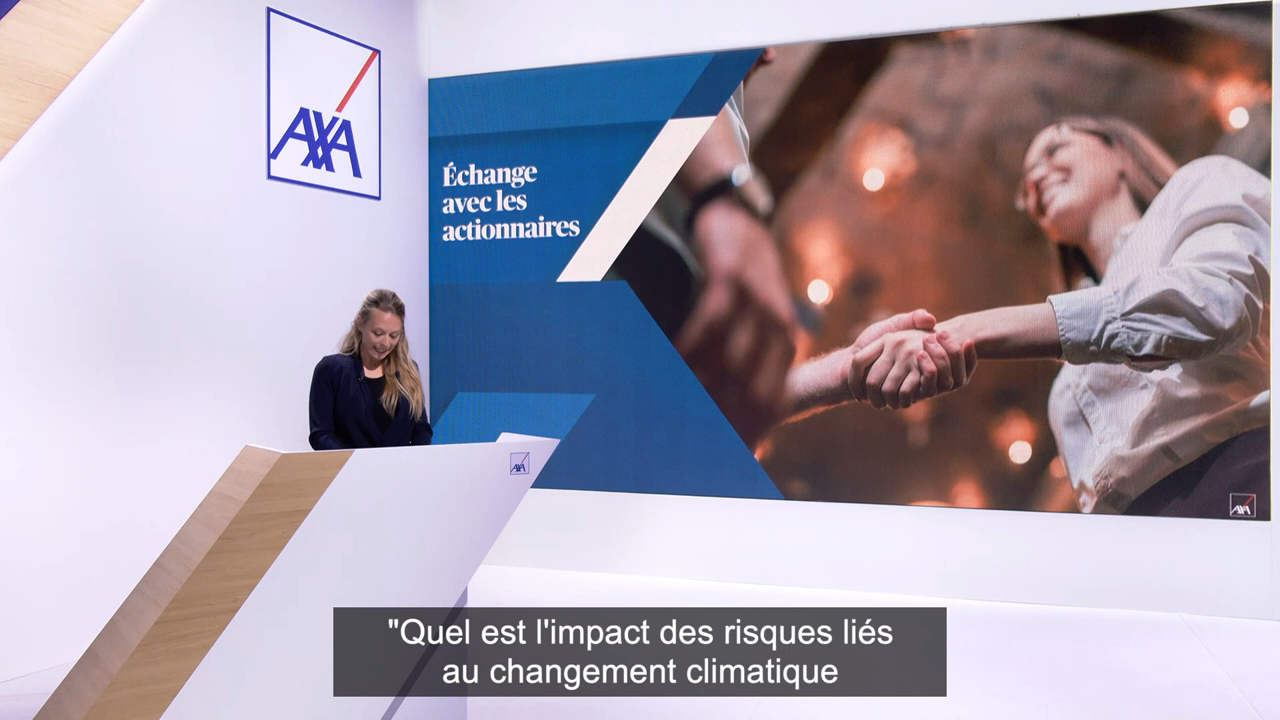 AXA
Échange
avec les
actionnaires
AXA
AXA
"Quel est l'impact des risques liés
au changement climatique